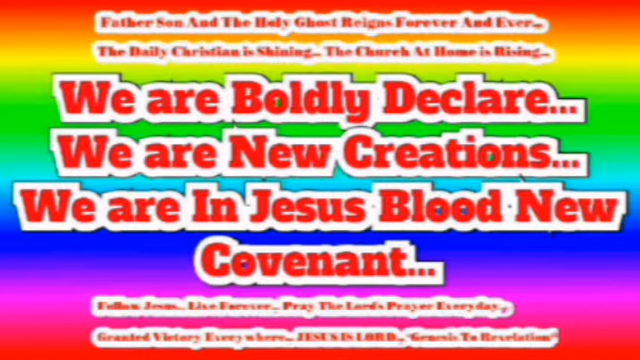 Father Son And The Holy Ghost Reigns Forever And Ever...
The Daily Christian is Shining... The Church At Home is Rising...
We are Boldly Declare...
We are New Creations...
We are In Jesus Blood New
Covenant...
Follow Jesus... Live Forever... Pray The Lord's Prayer Everyday...
Granted Victory Everywhere... JESUS IS LORD... "Genesis To Revelation"